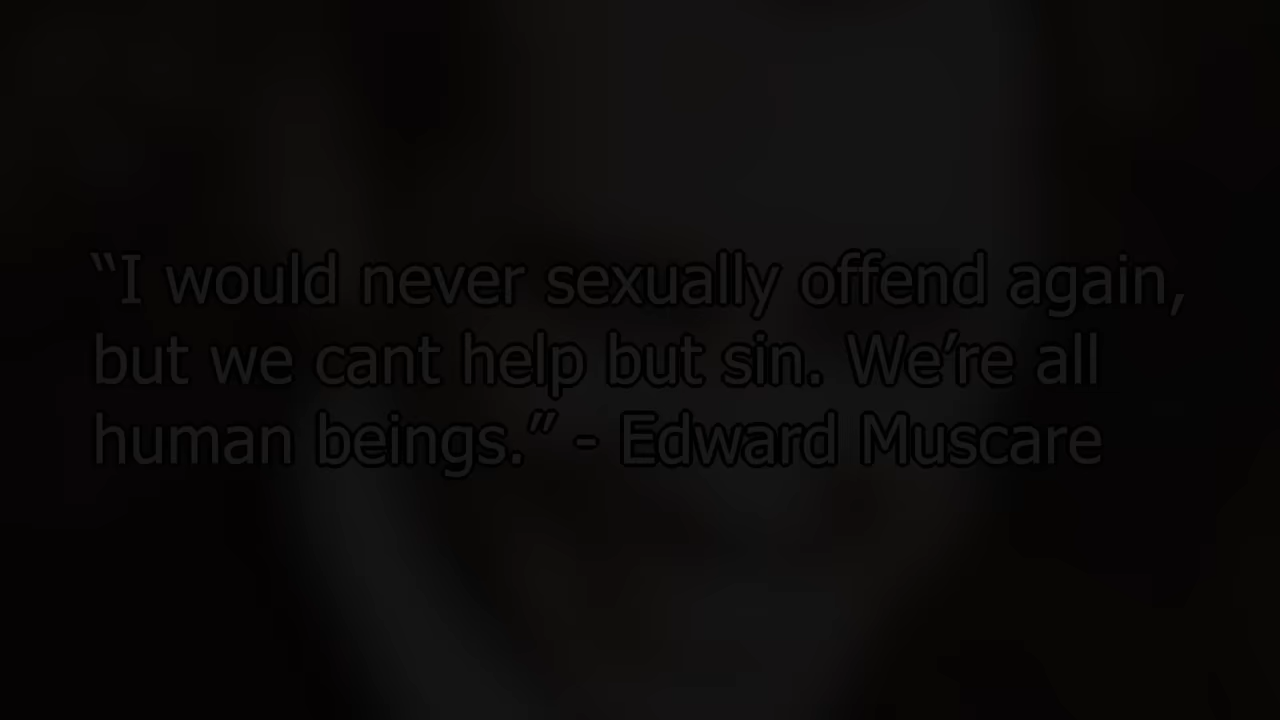 “I would never sexually offend again,
but we cant help but sin. We’re all
human beings.” - Edward Muscare